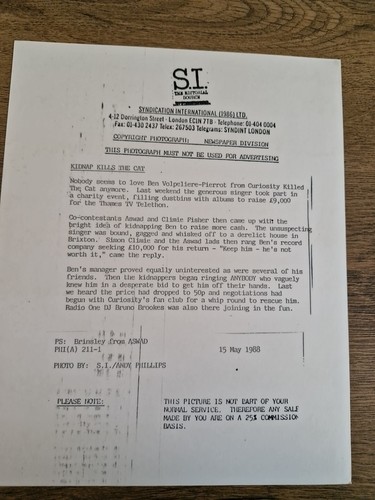 S.I.
THE EDITORIAL
SOURCE
SYNDICATION INTERNATIONAL (1986) LTD.
4-12 Dorrington Street · London EC1N 7TB · Telephone: 01-404 0004
Fax: 01-430 2437 Telex: 267503 Telegrams: SYNDINT LONDON
COPYRIGHT PHOTOGRAPH: NEWSPAPER DIVISION
THIS PHOTOGRAPH MUST NOT BE USED FOR ADVERTISING
KIDNAP KILLS THE CAT
Nobody seems to love Ben Volpeliere-Pierrot from Curiosity Killed
The Cat anymore. Last weekend the generous singer took part in
a charity event, filling dustbins with albums to raise £9,000
for the Thames TV Telethon.
Co-contestants Aswad and Climie Fisher then came up with the
bright idea of kidnapping Ben to raise more cash. The unsuspecting
singer was bound, gagged and whisked off to a derelict house in
Brixton. Simon Climie and the Aswad lads then rang Ben's record
company seeking £10,000 for his return - "Keep him - he's not
worth it," came the reply.
Ben's manager proved equally uninterested as were several of his
friends. Then the kidnappers began ringing ANYBODY who vaguely
knew him in a desperate bid to get him off their hands. Last
we heard the price had dropped to 50p and negotiations had
begun with Curiosity's fan club for a whip round to rescue him.
Radio One DJ Bruno Brookes was also there joining in the fun.
PS: Brinsley from ASWAD
PHI(A) 211-1 15 May 1988
PHOTO BY: S.I./ANDY PHILLIPS
PLEASE NOTE: THIS PICTURE IS NOT PART OF YOUR
NORMAL SERVICE. THEREFORE ANY SALE
MADE BY YOU ARE ON A 25% COMMISSION
BASIS.